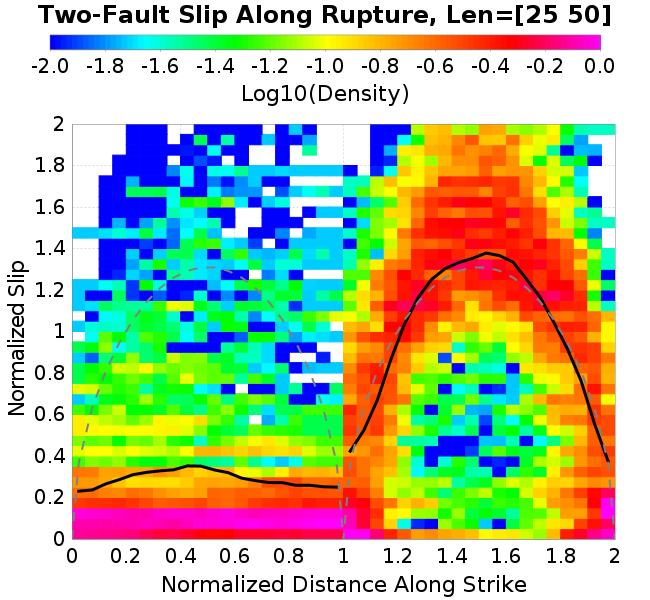 Two-Fault Slip Along Rupture, Len=[25 50]
-2.0 -1.8 -1.6 -1.4 -1.2 -1.0 -0.8 -0.6 -0.4 -0.2 0.0
Log10(Density)
2
1.8
1.6
1.4
1.2
1
0.8
0.6
0.4
0.2
0
Normalized Slip
0 0.2 0.4 0.6 0.8 1 1.2 1.4 1.6 1.8 2
Normalized Distance Along Strike